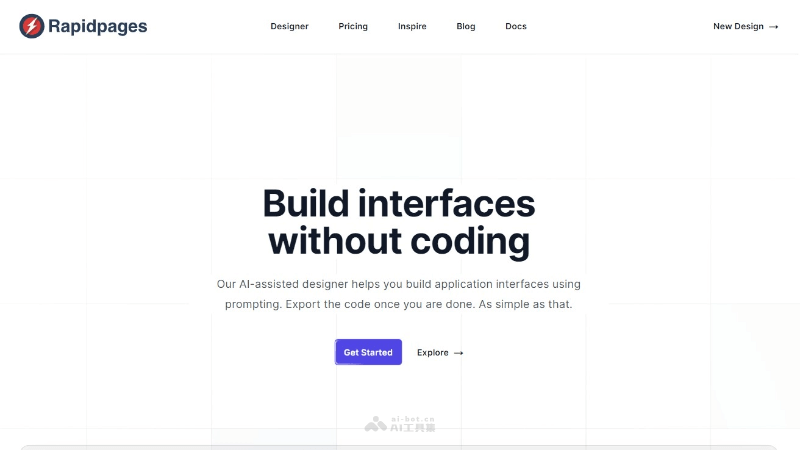 Rapidpages
Designer
Pricing
Inspire
Blog
Docs
New Design →
Build interfaces
without coding
Our AI-assisted designer helps you build application interfaces using
prompting. Export the code once you are done. As simple as that.
Get Started
Explore →
ai-bot.cn
AI工具集